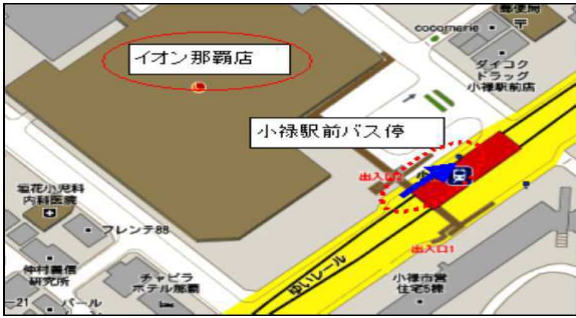 郵便局
cocomerie
イオン那覇店
ダイコク
ドラッグ
小禄駅前店
小禄駅前バス停
出入口2
塩花小児科
内科医院
フレンテ88
出入口1
仲村善信
研究所
チャビラ
ホテル那覇
ゆいレール
小禄市営
住宅5棟
-21
パール